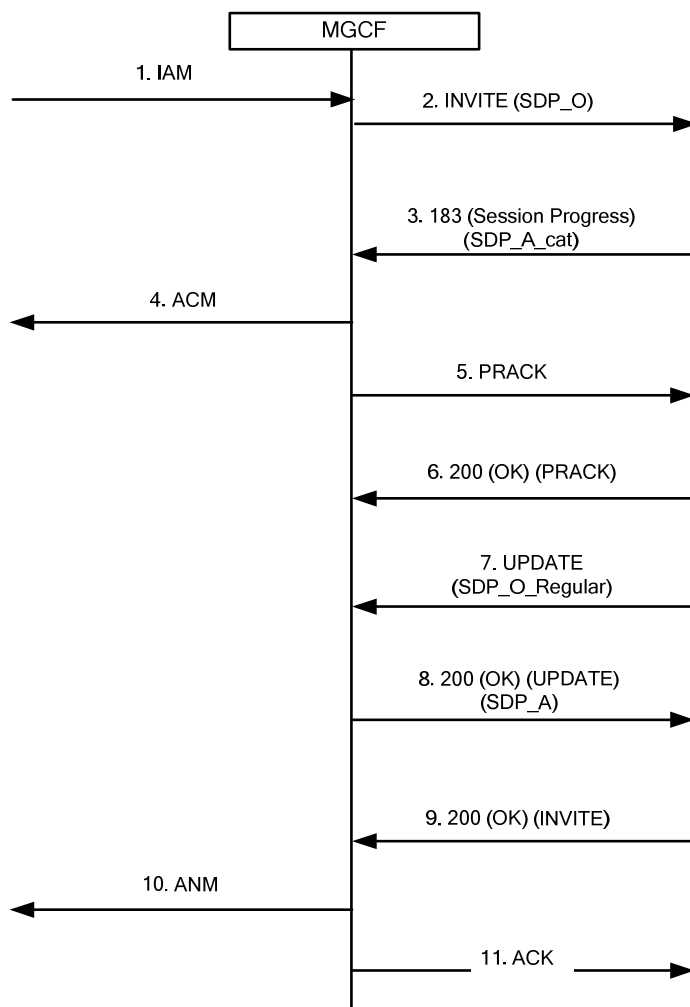 MGCF
1. IAM
2. INVITE (SDP_O)
3. 183 (Session Progress)
(SDP_A_cat)
4. ACM
5. PRACK
6. 200 (OK) (PRACK)
7. UPDATE
(SDP_O_Regular)
8. 200 (OK) (UPDATE)
(SDP_A)
9. 200 (OK) (INVITE)
10. ANM
11. ACK